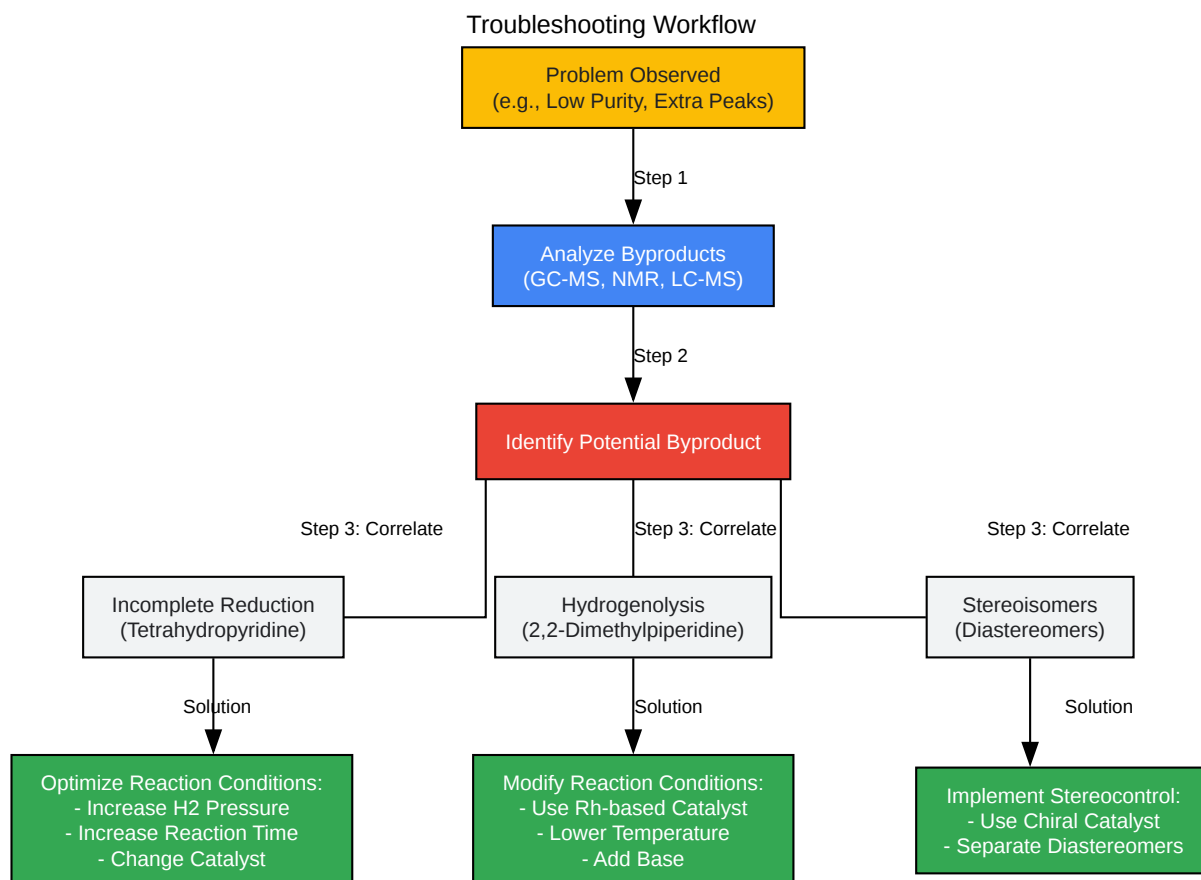 Troubleshooting Workflow
Problem Observed
(e.g., Low Purity, Extra Peaks)
Step 1
Analyze Byproducts
(GC-MS, NMR, LC-MS)
Step 2
Identify Potential Byproduct
Step 3: Correlate
Step 3: Correlate
Step 3: Correlate
Incomplete Reduction
(Tetrahydropyridine)
Hydrogenolysis
(2,2-Dimethylpiperidine)
Stereoisomers
(Diastereomers)
Solution
Solution
Solution
Optimize Reaction Conditions:
- Increase H2 Pressure
- Increase Reaction Time
- Change Catalyst
Modify Reaction Conditions:
- Use Rh-based Catalyst
- Lower Temperature
- Add Base
Implement Stereocontrol:
- Use Chiral Catalyst
- Separate Diastereomers